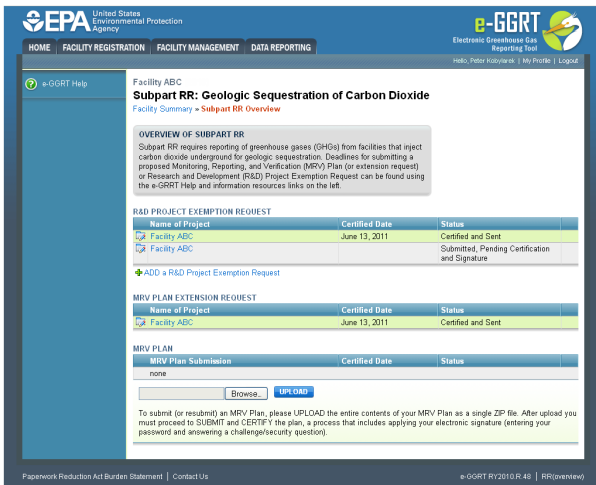 EPA United States
Environmental Protection
Agency
e-GGRT
Electronic Greenhouse Gas
Reporting Tool
HOME FACILITY REGISTRATION FACILITY MANAGEMENT DATA REPORTING
Hello, Peter Kobylarek | My Profile | Logout
? e-GGRT Help
Facility ABC
Subpart RR: Geologic Sequestration of Carbon Dioxide
Facility Summary » Subpart RR Overview
OVERVIEW OF SUBPART RR
Subpart RR requires reporting of greenhouse gases (GHGs) from facilities that inject
carbon dioxide underground for geologic sequestration. Deadlines for submitting a
proposed Monitoring, Reporting, and Verification (MRV) Plan (or extension request)
or Research and Development (R&D) Project Exemption Request can be found using
the e-GRRT Help and information resources links on the left.
R&D PROJECT EXEMPTION REQUEST
Name of Project Certified Date Status
Facility ABC June 13, 2011 Certified and Sent
Facility ABC Submitted, Pending Certification
and Signature
ADD a R&D Project Exemption Request
MRV PLAN EXTENSION REQUEST
Name of Project Certified Date Status
Facility ABC June 13, 2011 Certified and Sent
MRV PLAN
MRV Plan Submission Certified Date Status
none
Browse... UPLOAD
To submit (or resubmit) an MRV Plan, please UPLOAD the entire contents of your MRV Plan as a single ZIP file. After upload you
must proceed to SUBMIT and CERTIFY the plan, a process that includes applying your electronic signature (entering your
password and answering a challenge/security question).
Paperwork Reduction Act Burden Statement | Contact Us
e-GGRT RY2010.R.48 | RR(overview)